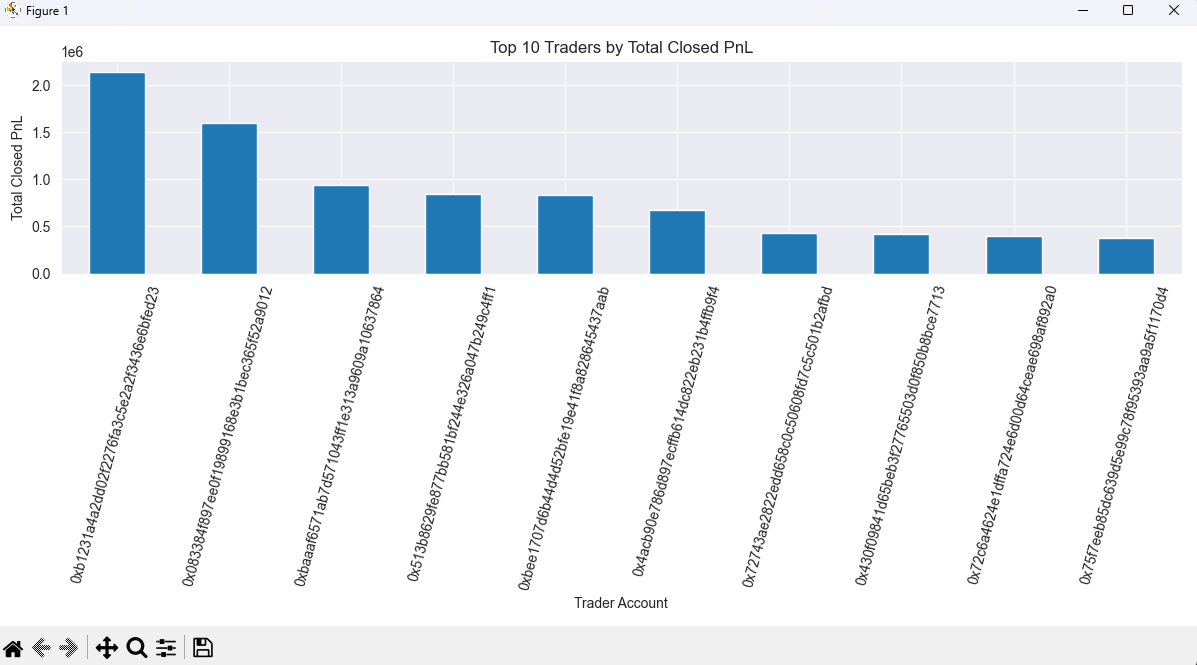 Figure 1
Top 10 Traders by Total Closed PnL
1e6
2.0
1.5
1.0
0.5
0.0
Total Closed PnL
0xb1231a4a2dd02f2276fa3c5e2a2f3436e6bfed23
0x083384f897ee0f19899168e3b1bec365f52a9012
0xbaaaf6571ab7d571043ff1e313a9609a10637864
0x513b8629fe877bb581bf244e326a047b249c4ff1
0xbee1707d6b44d4d52bfe19e41f8a828645437aab
0x4acb90e786d897ecffb614dc822eb231b4ffb9f4
0x72743ae2822edd658c0c50608fd7c5c501b2afbd
0x430f09841d65beb3f27765503d0f850b8bce7713
0x72c6a4624e1dffa724e6d00d64ceae698af892a0
0x75f7eeb85dc639d5e99c78f95393aa9a5f1170d4
Trader Account